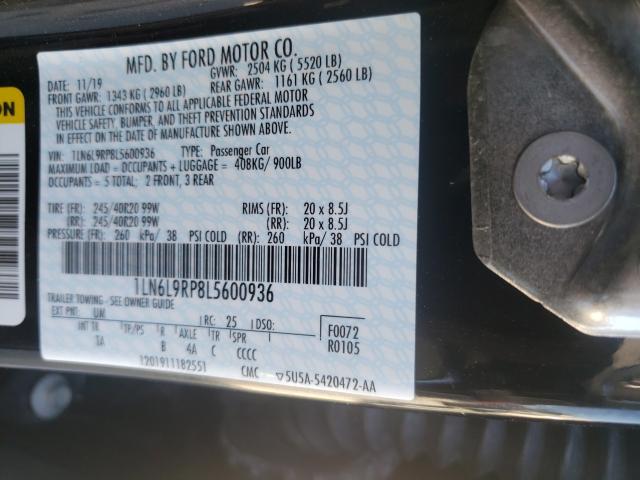 MFD. BY FORD MOTOR CO.
DATE: 11/19 GVWR: 2504 KG ( 5520 LB)
FRONT GAWR: 1343 KG ( 2960 LB) REAR GAWR: 1161 KG ( 2560 LB)
THIS VEHICLE CONFORMS TO ALL APPLICABLE FEDERAL MOTOR
VEHICLE SAFETY, BUMPER, AND THEFT PREVENTION STANDARDS
IN EFFECT ON THE DATE OF MANUFACTURE SHOWN ABOVE.
VIN: 1LN6L9RP8L5600936 TYPE: Passenger Car
MAXIMUM LOAD = OCCUPANTS + LUGGAGE = 408KG/ 900LB
OCCUPANTS = 5 TOTAL; 2 FRONT, 3 REAR
TIRE (FR): 245/40R20 99W RIMS (FR): 20 x 8.5J
(RR): 245/40R20 99W (RR): 20 x 8.5J
PRESSURE (FR): 260 kPa/ 38 PSI COLD (RR): 260 kPa/ 38 PSI COLD
1LN6L9RP8L5600936
TRAILER TOWING - SEE OWNER GUIDE
EXT PNT: UM RC: 25 DSO: F0072
INT TR TP/PS R AXLE TR SPR R0105
TA B 4A C CCCC
1201911182551 CMC ▽5U5A-5420472-AA
ON